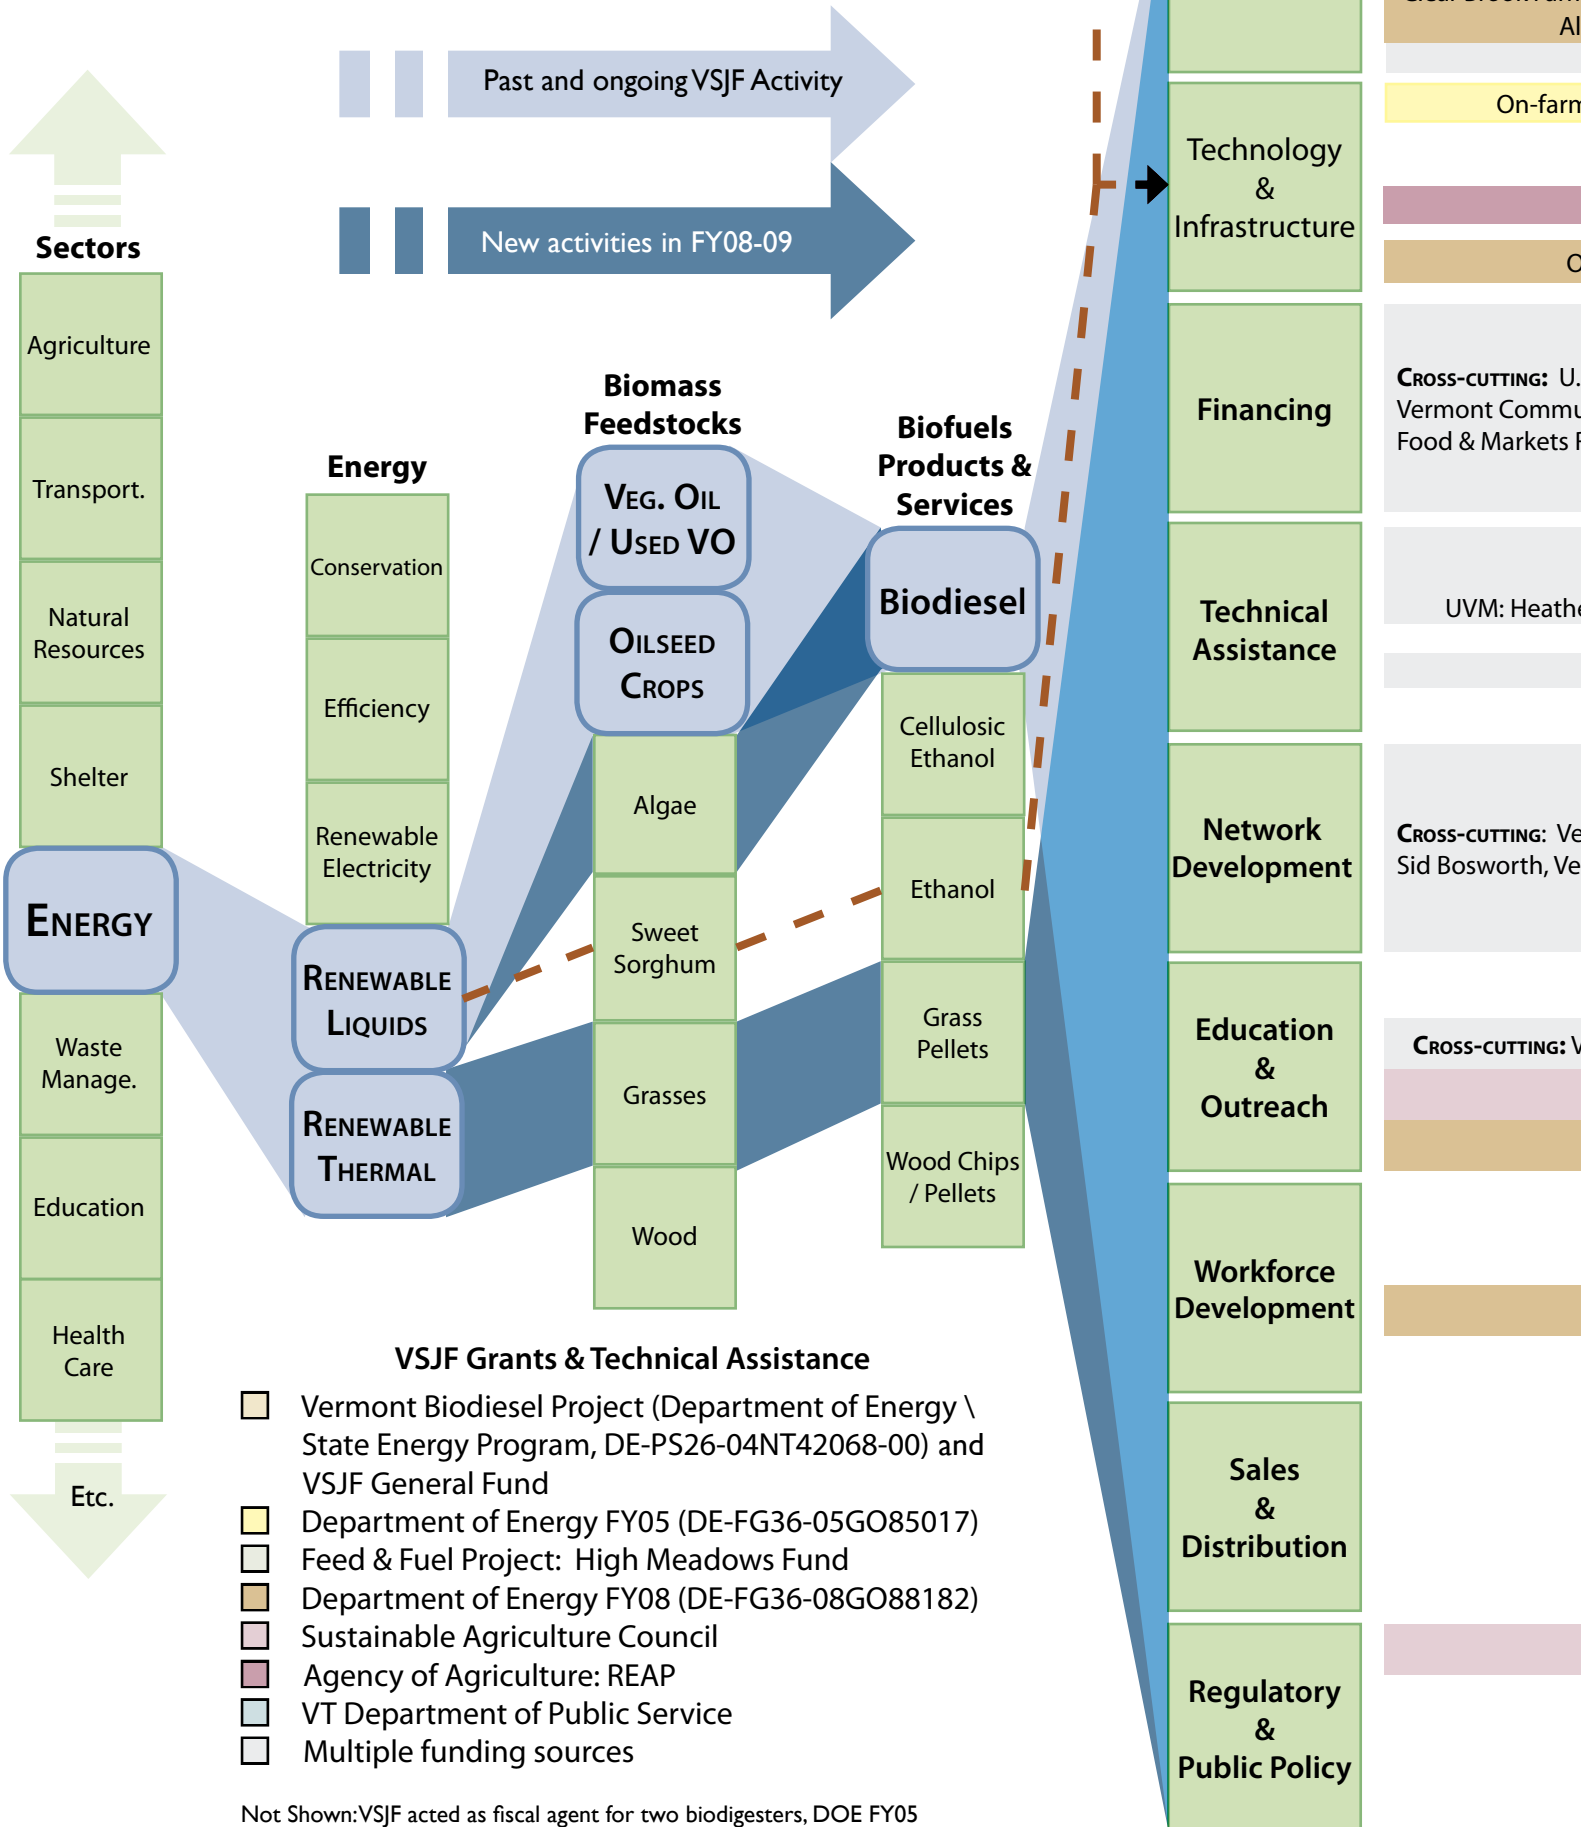 Past and ongoing VSJF Activity
New activities in FY08-09
Sectors
Agriculture
Transport.
Natural
Resources
Shelter
ENERGY
Waste
Manage.
Education
Health
Care
Etc.
Energy
Conservation
Efficiency
Renewable
Electricity
RENEWABLE
LIQUIDS
RENEWABLE
THERMAL
Biomass
Feedstocks
VEG. OIL
/ USED VO
OILSEED
CROPS
Algae
Sweet
Sorghum
Grasses
Wood
Biofuels
Products &
Services
Biodiesel
Cellulosic
Ethanol
Ethanol
Grass
Pellets
Wood Chips
/ Pellets
Technology
&
Infrastructure
Financing
Technical
Assistance
Network
Development
Education
&
Outreach
Workforce
Development
Sales
&
Distribution
Regulatory
&
Public Policy
Al
On-farm
O
CROSS-CUTTING: U.
Vermont Commu
Food & Markets
UVM: Heathe
CROSS-CUTTING: Ve
Sid Bosworth, Ve
CROSS-CUTTING: V
VSJF Grants & Technical Assistance
Vermont Biodiesel Project (Department of Energy \
State Energy Program, DE-PS26-04NT42068-00) and
VSJF General Fund
Department of Energy FY05 (DE-FG36-05GO85017)
Feed & Fuel Project: High Meadows Fund
Department of Energy FY08 (DE-FG36-08GO88182)
Sustainable Agriculture Council
Agency of Agriculture: REAP
VT Department of Public Service
Multiple funding sources
Not Shown: VSJF acted as fiscal agent for two biodigesters, DOE FY05